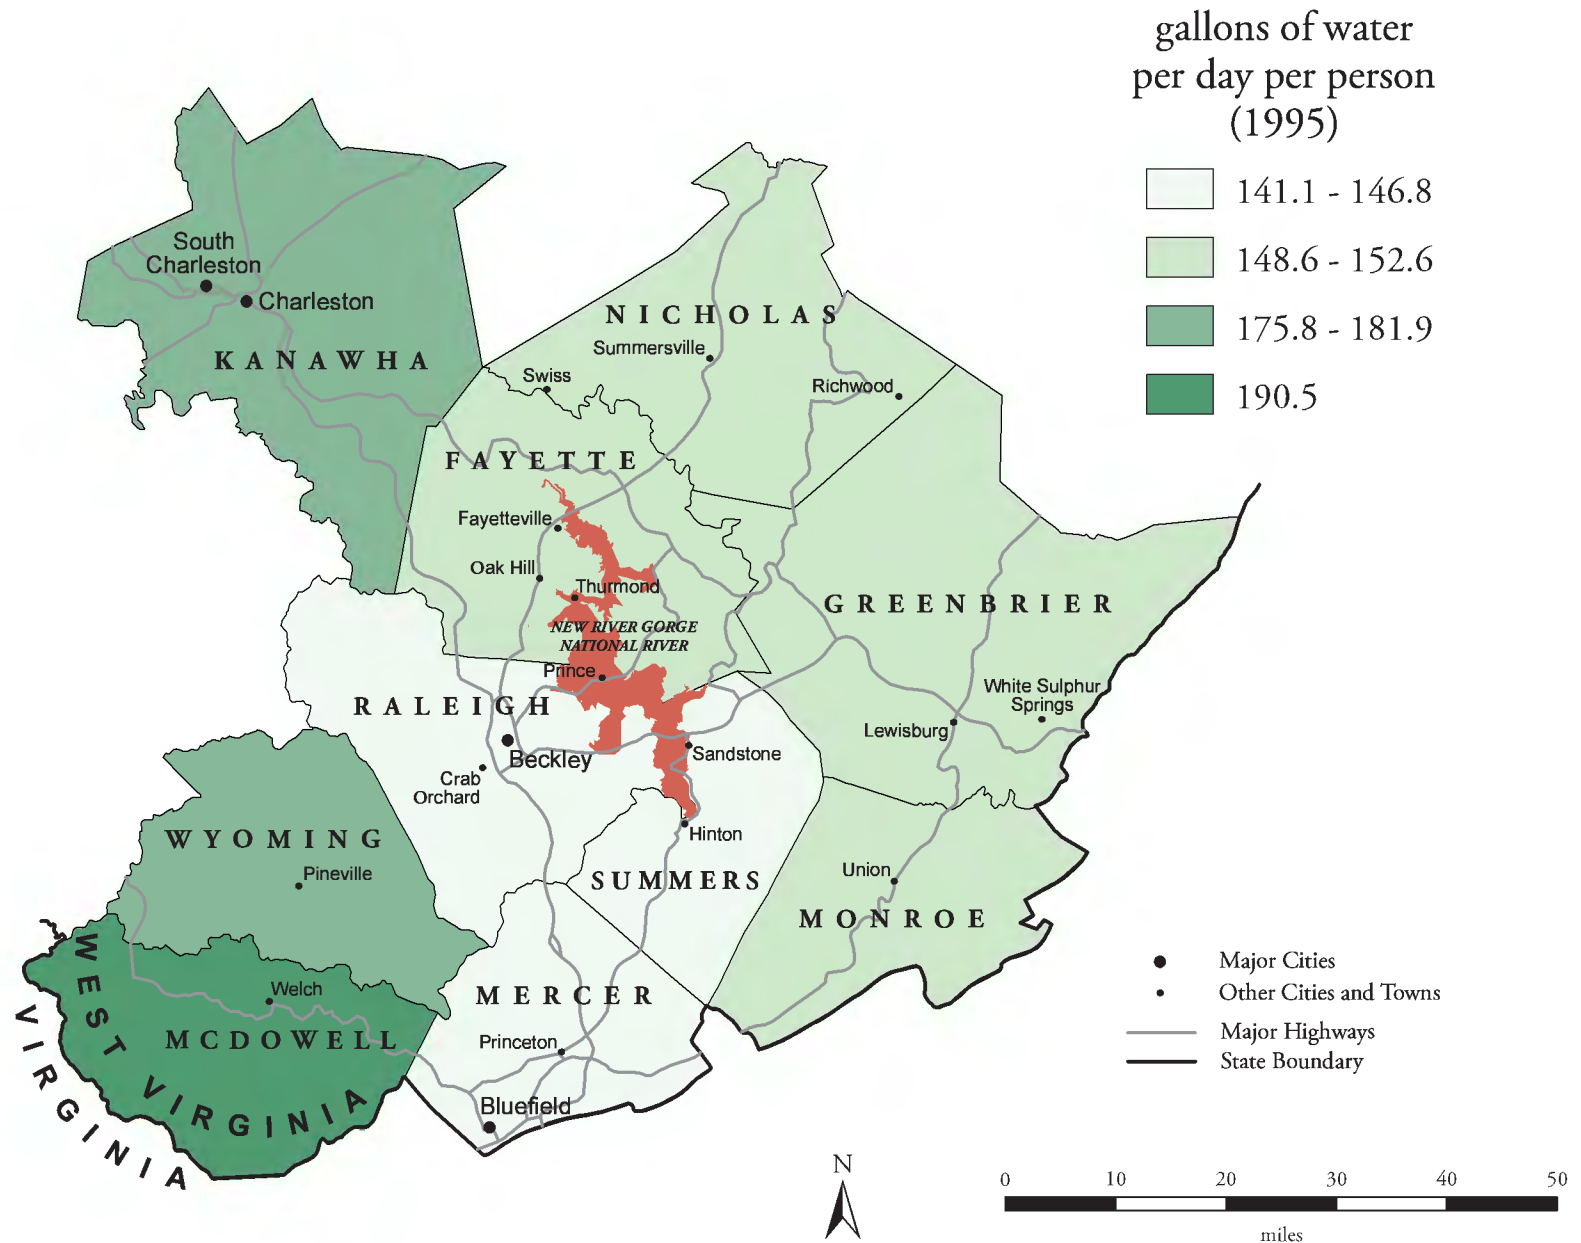 gallons of water
per day per person
(1995)
141.1 - 146.8
148.6 - 152.6
175.8 - 181.9
190.5
South
Charleston
Charleston
KANAWHA
NICHOLAS
Summersville
Swiss
Richwood
FAYETTE
Fayetteville
Oak Hill
Thurmond
NEW RIVER GORGE
NATIONAL RIVER
Prince
GREENBRIER
White Sulphur
Springs
Lewisburg
RALEIGH
Beckley
Crab
Orchard
Sandstone
Hinton
SUMMERS
WYOMING
Pineville
Union
MONROE
Welch
MCDOWELL
MERCER
Princeton
Bluefield
WEST VIRGINIA
VIRGINIA
Major Cities
Other Cities and Towns
Major Highways
State Boundary
N
0 10 20 30 40 50
miles